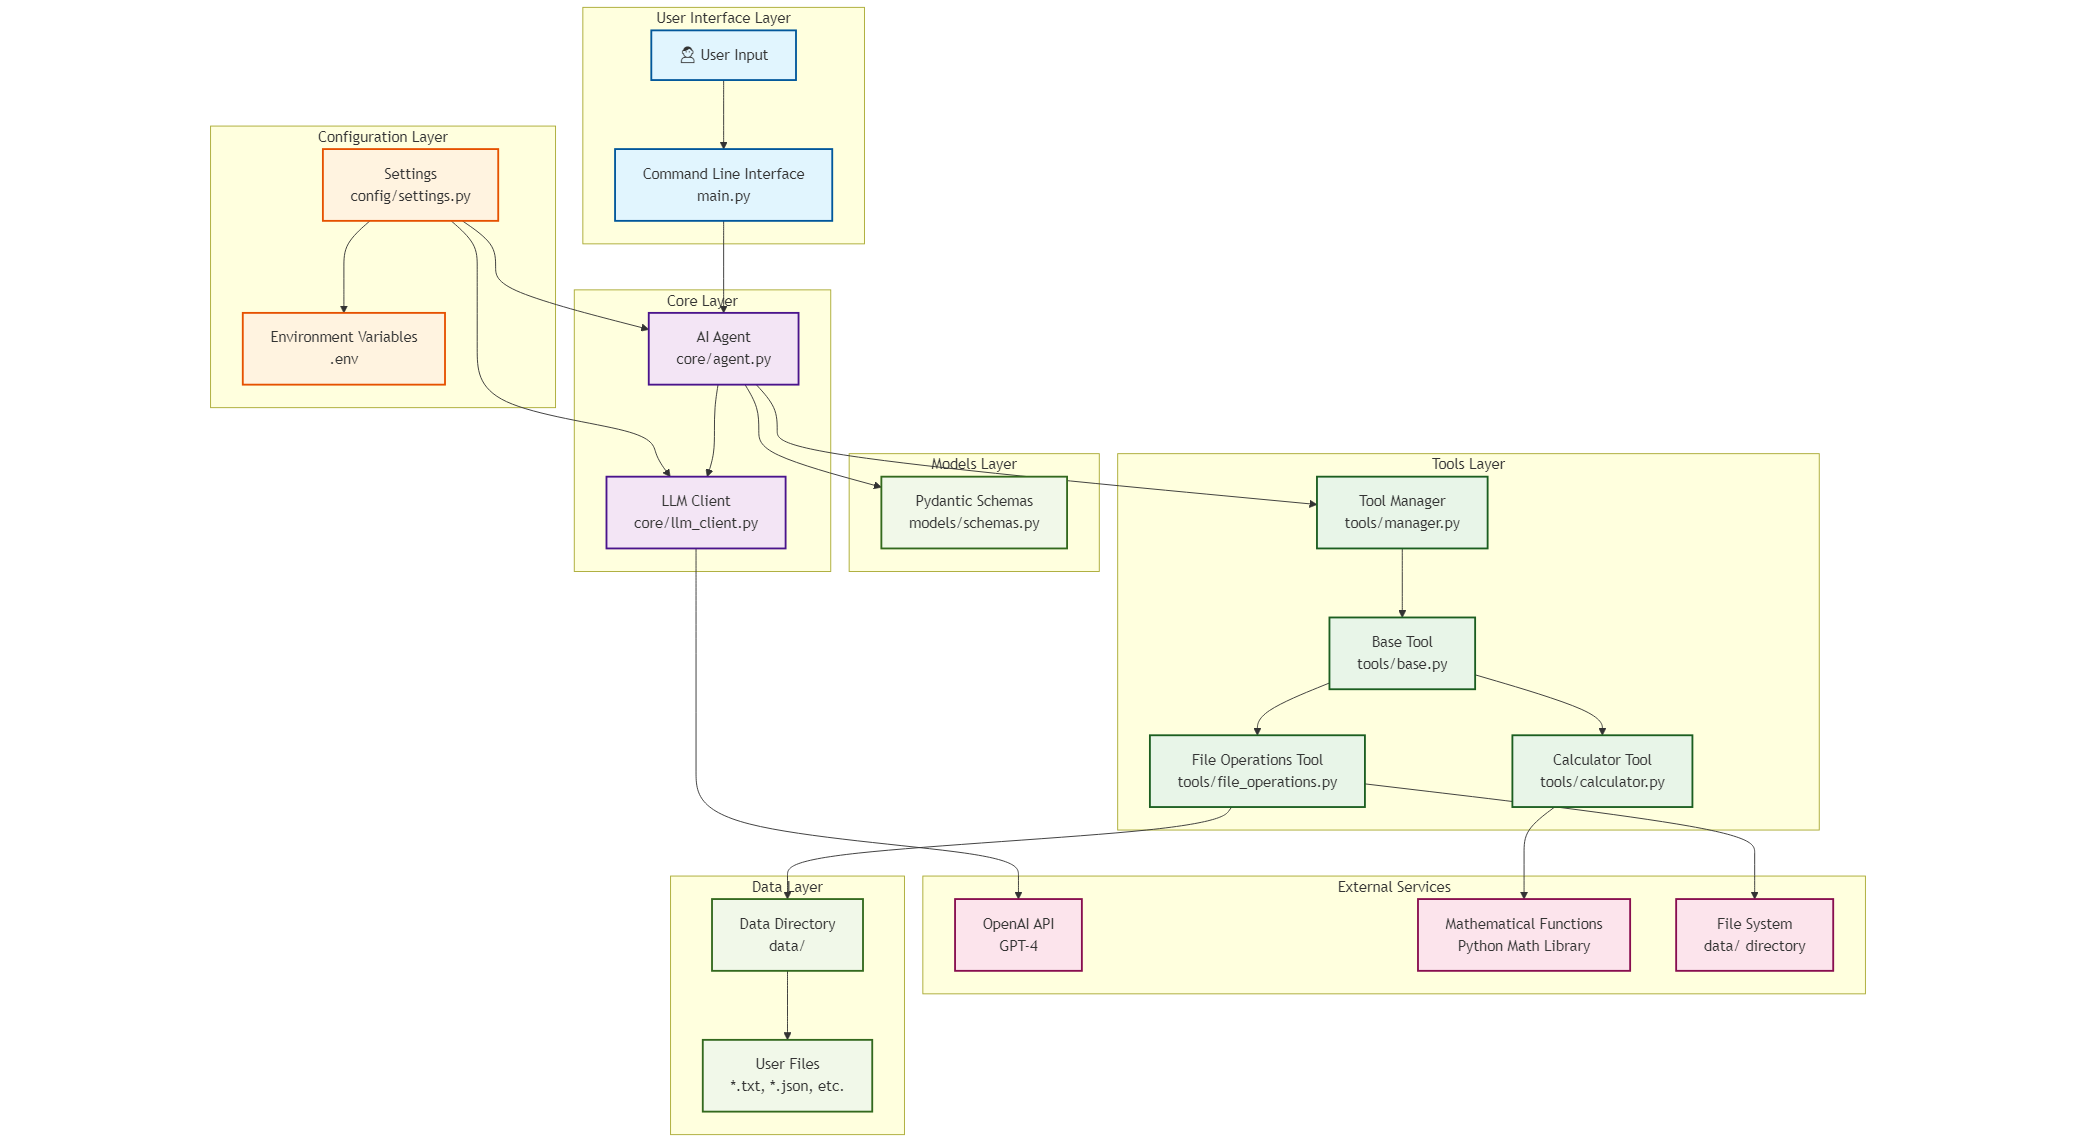 User Interface Layer
User Input
Command Line Interface
main.py
Configuration Layer
Settings
config/settings.py
Environment Variables
.env
Core Layer
AI Agent
core/agent.py
LLM Client
core/llm_client.py
Models Layer
Pydantic Schemas
models/schemas.py
Tools Layer
Tool Manager
tools/manager.py
Base Tool
tools/base.py
File Operations Tool
tools/file_operations.py
Calculator Tool
tools/calculator.py
Data Layer
Data Directory
data/
User Files
*.txt, *.json, etc.
External Services
OpenAI API
GPT-4
Mathematical Functions
Python Math Library
File System
data/ directory